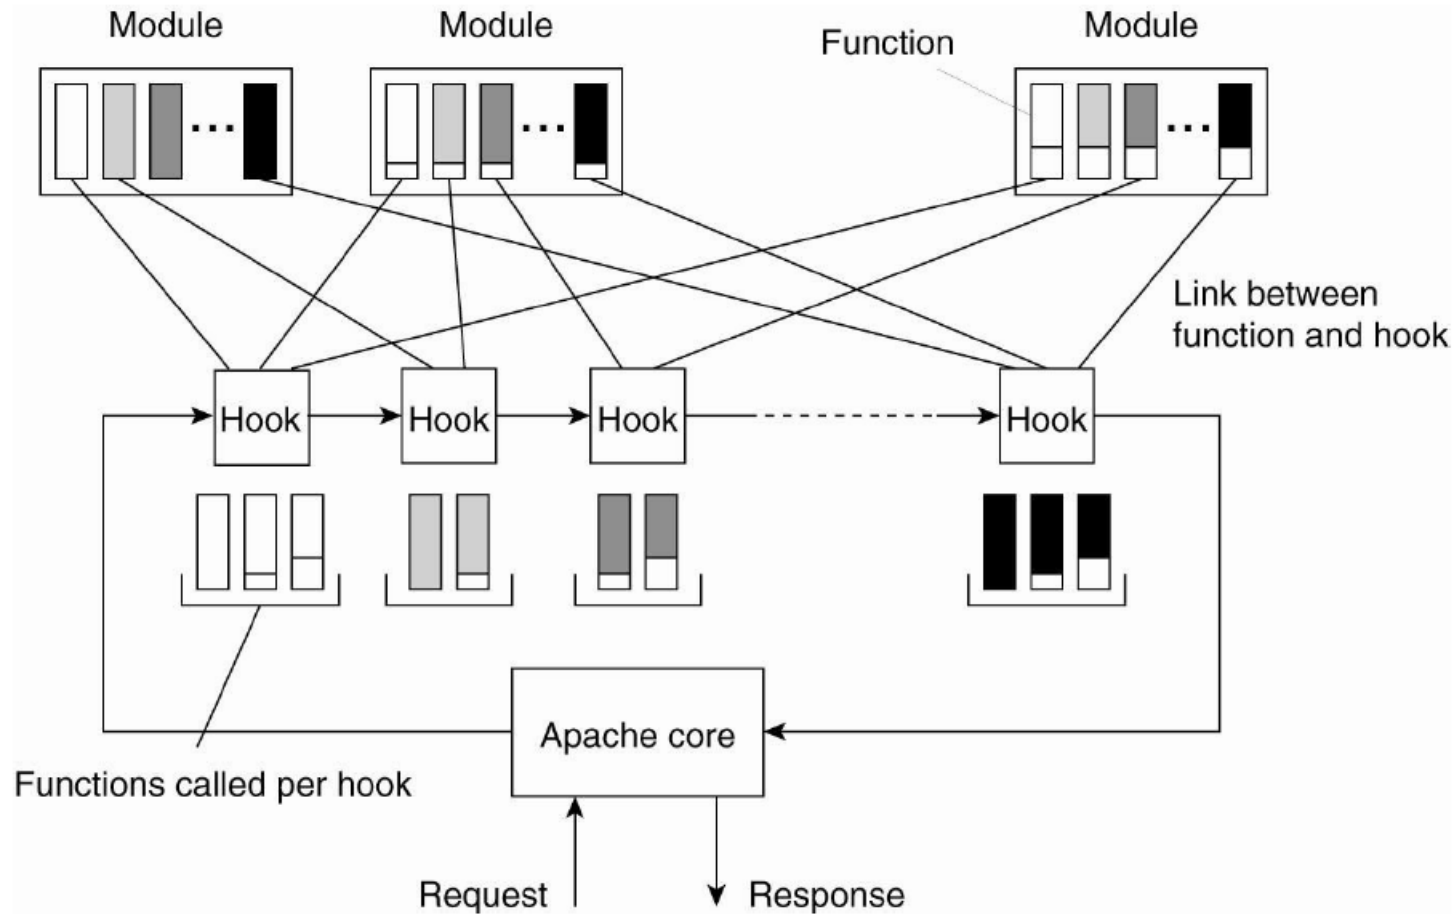 Module
Module
Function
Module
Link between
function and hook
Hook
Hook
Hook
Hook
Apache core
Functions called per hook
Request
Response